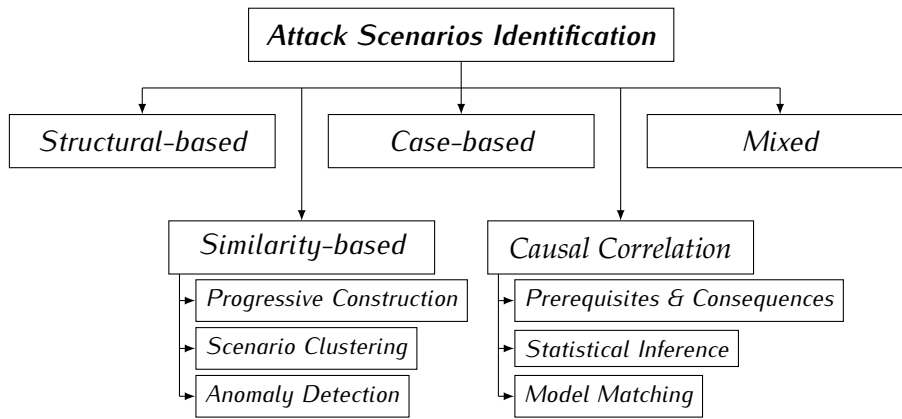 Attack Scenarios Identification
Structural-based
Case-based
Mixed
Similarity-based
Progressive Construction
Scenario Clustering
Anomaly Detection
Causal Correlation
Prerequisites & Consequences
Statistical Inference
Model Matching